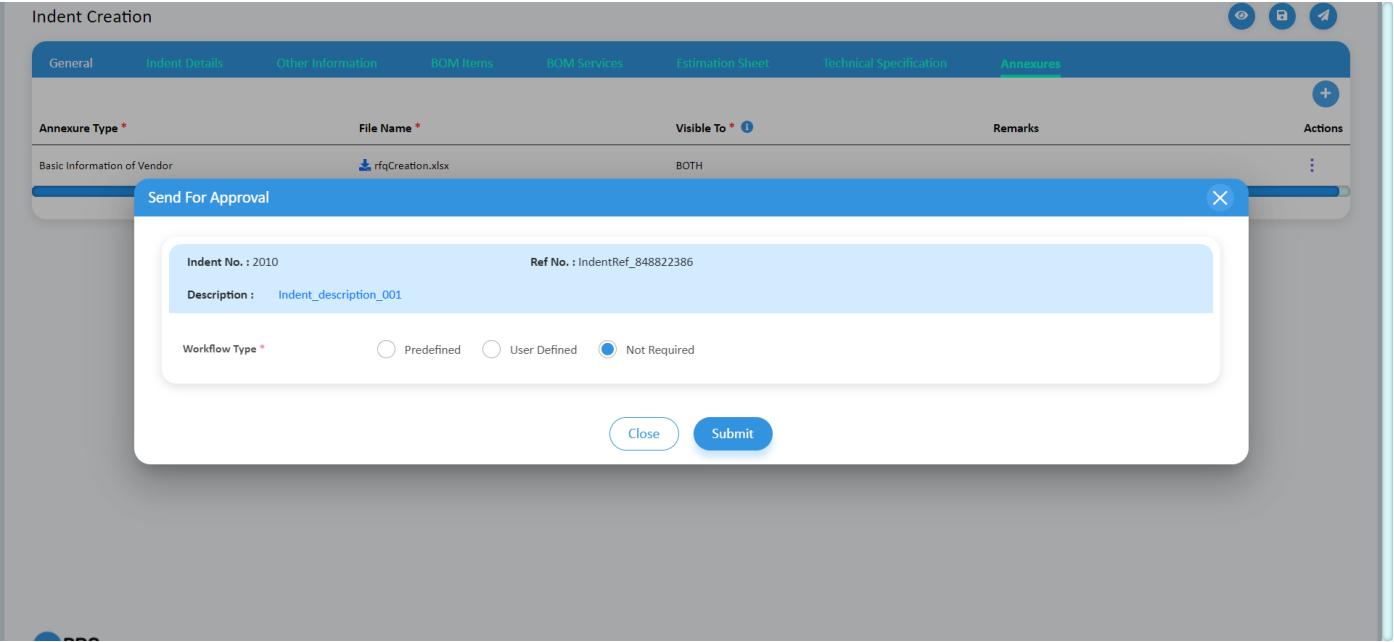 Indent Creation
General Indent Details Other Information BOM Items BOM Services Estimation Sheet Technical Specification Annexures
Annexure Type * File Name * Visible To * Remarks Actions
Basic Information of Vendor rfqCreation.xlsx BOTH
Send For Approval
Indent No. : 2010 Ref No. : IndentRef_848822386
Description : Indent_description_001
Workflow Type * Predefined User Defined Not Required
Close Submit